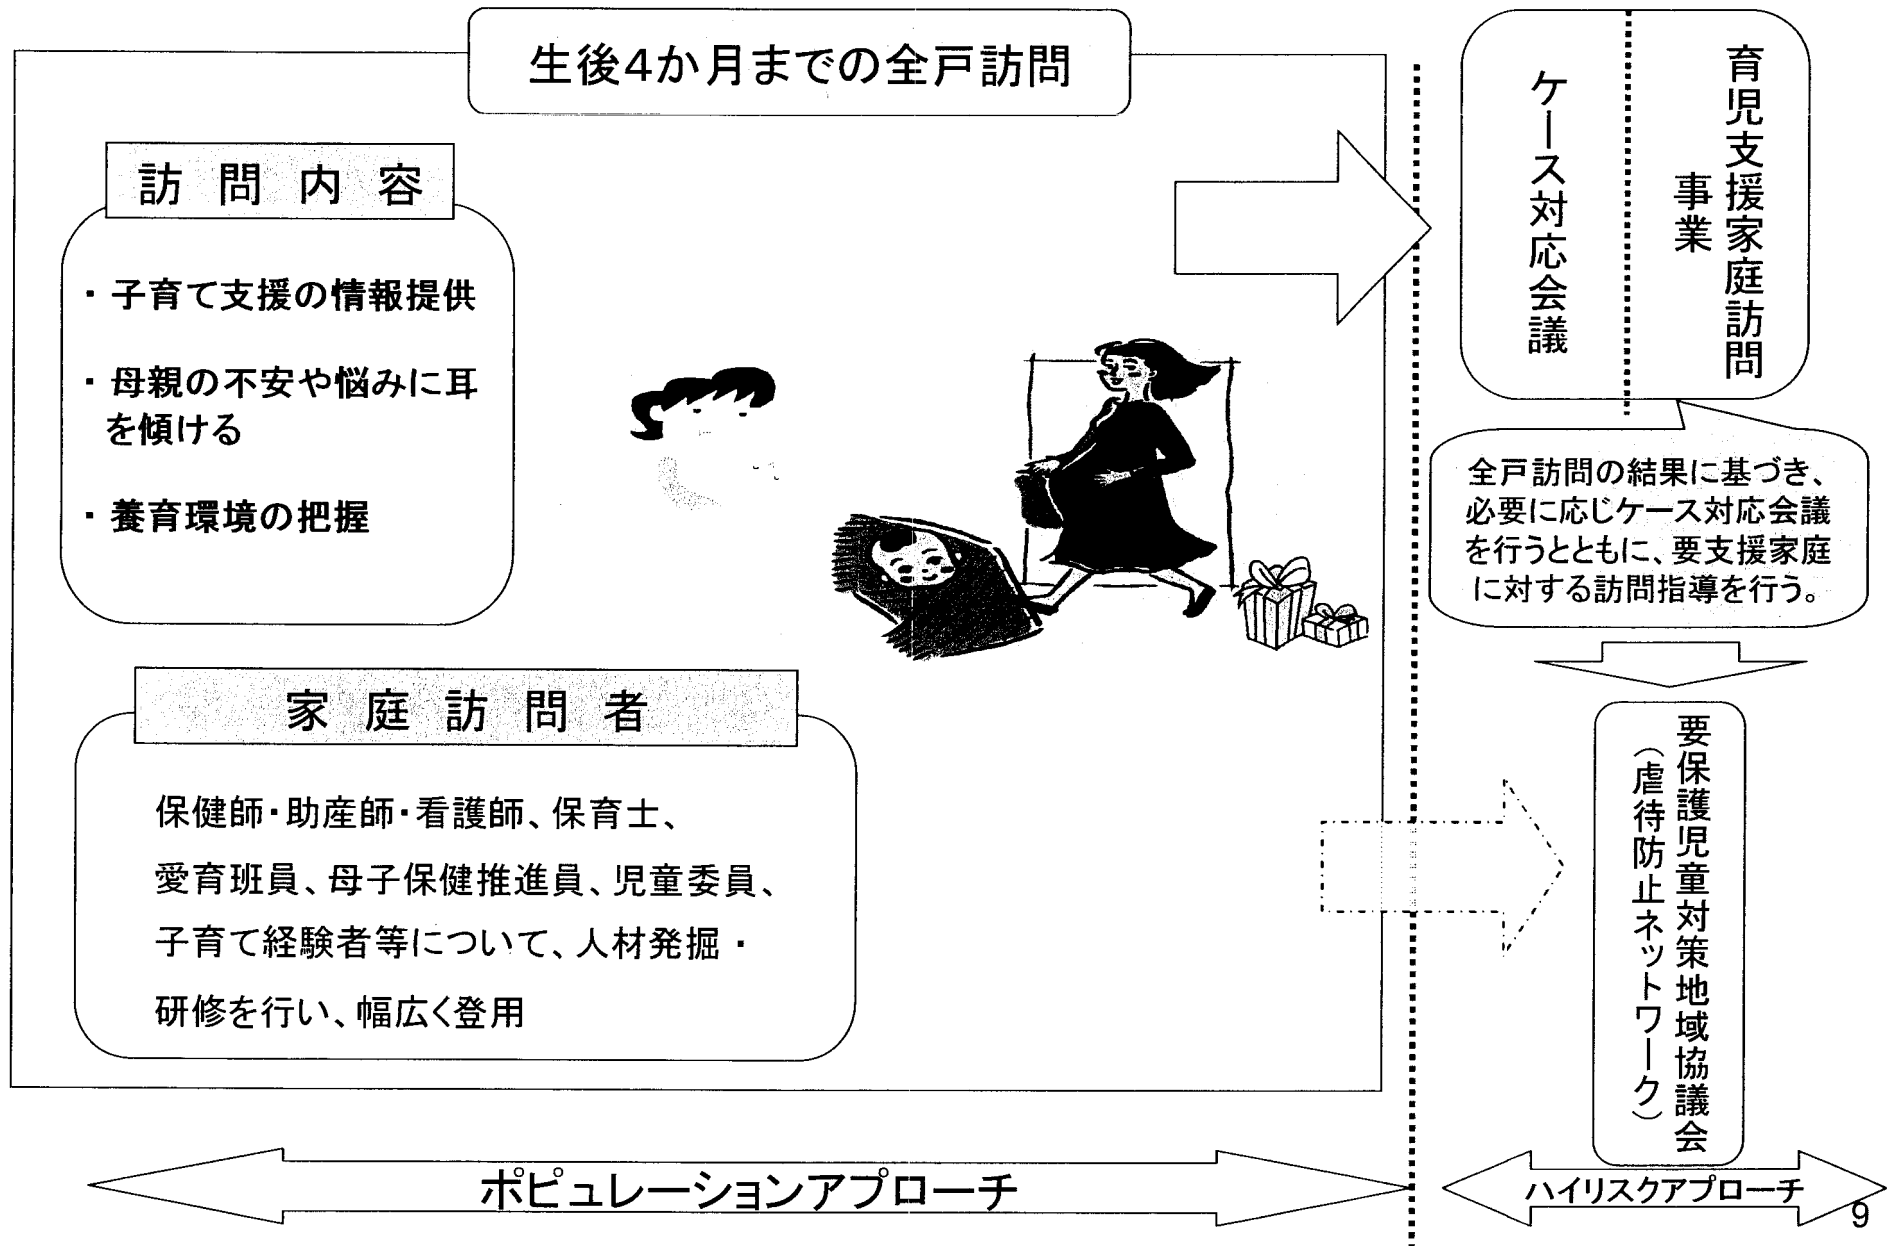 生後4か月までの全戸訪問
訪問内容
・子育て支援の情報提供
・母親の不安や悩みに耳
を傾ける
・養育環境の把握
家庭訪問者
保健師・助産師・看護師、保育士、
愛育班員、母子保健推進員、児童委員、
子育て経験者等について、人材発掘・
研修を行い、幅広く登用
育児支援家庭訪問
事業
ケース対応会議
全戸訪問の結果に基づき、
必要に応じケース対応会議
を行うとともに、要支援家庭
に対する訪問指導を行う。
要保護児童対策地域協議会
（虐待防止ネットワーク）
ポピュレーションアプローチ
ハイリスクアプローチ
9